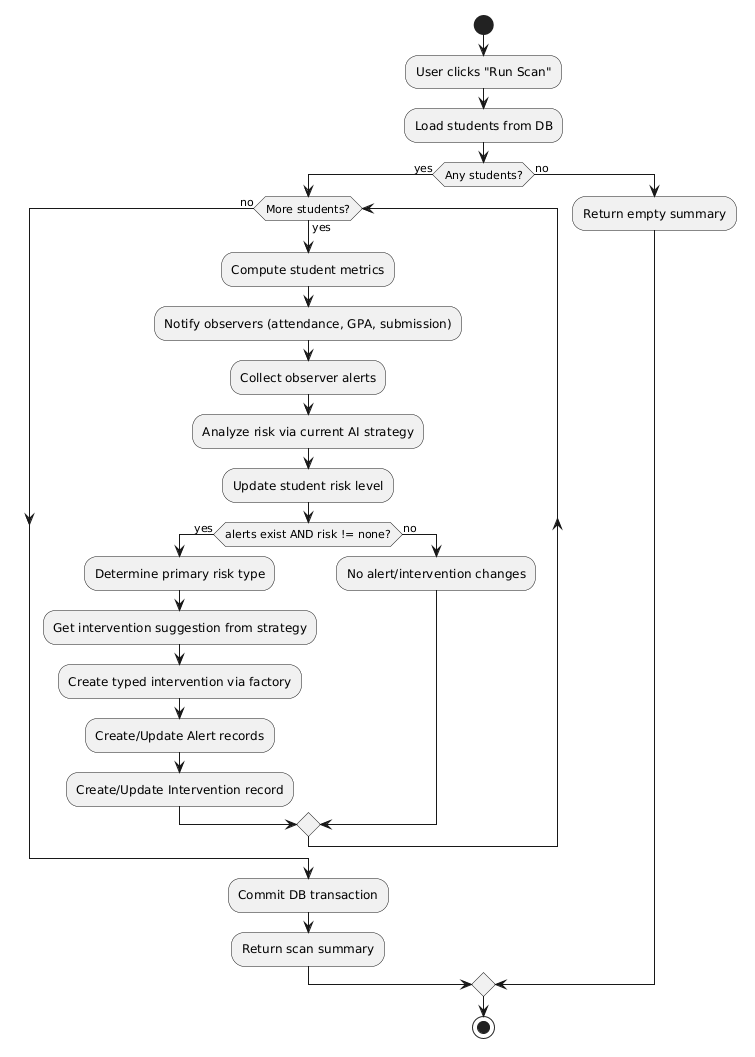 User clicks "Run Scan"
Load students from DB
yes
Any students?
no
Return empty summary
no
More students?
yes
Compute student metrics
Notify observers (attendance, GPA, submission)
Collect observer alerts
Analyze risk via current AI strategy
Update student risk level
yes
alerts exist AND risk != none?
no
Determine primary risk type
No alert/intervention changes
Get intervention suggestion from strategy
Create typed intervention via factory
Create/Update Alert records
Create/Update Intervention record
Commit DB transaction
Return scan summary